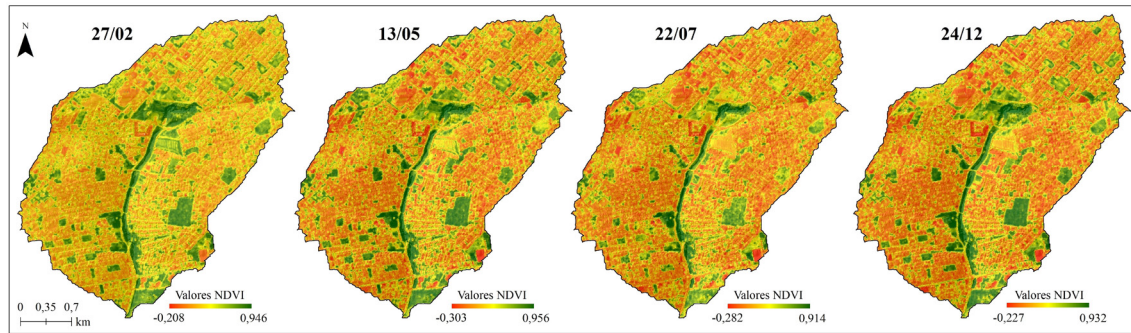 N
27/02
13/05
22/07
24/12
Valores NDVI
-0,208 0,946
Valores NDVI
-0,303 0,956
Valores NDVI
-0,282 0,914
Valores NDVI
-0,227 0,932
0 0,35 0,7
km